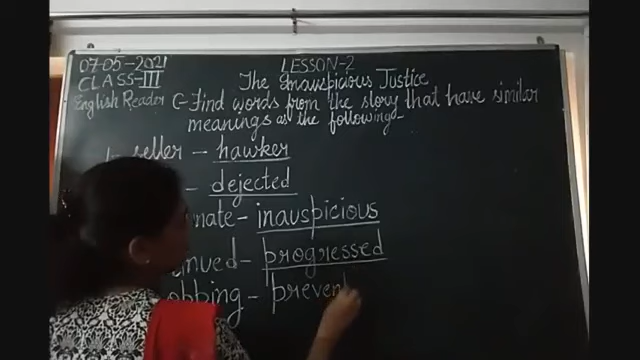 07-05-2021
CLASS-III
English Reader
LESSON-2
The Inauspicious Justice
C-Find words from the story that have similar
meanings as the following-
seller - hawker
- dejected
nate - inauspicious
inued - progressed
obbing - preven